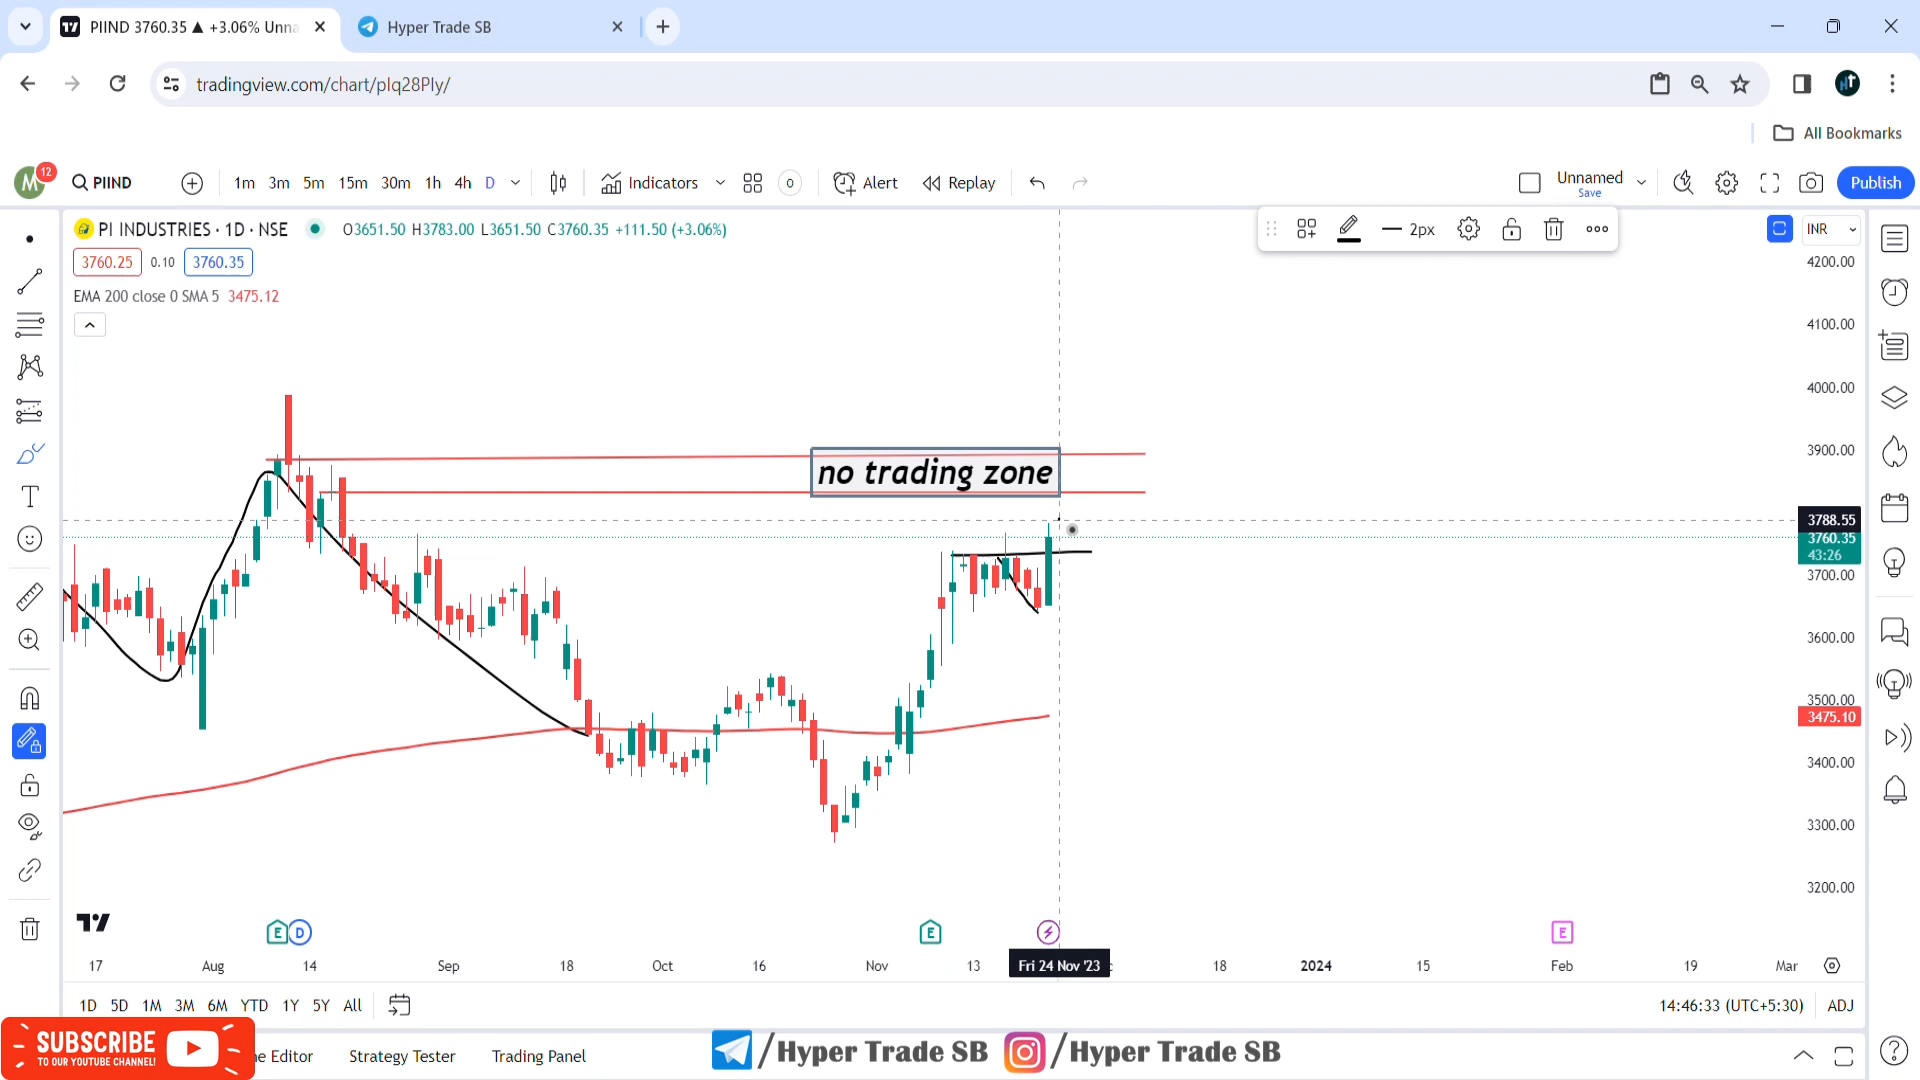 PIIND 3760.35 ▲ +3.06% Unna
Hyper Trade SB
tradingview.com/chart/pIq28PIy/
All Bookmarks
M 12
PIIND
1m 3m 5m 15m 30m 1h 4h D
Indicators
0
Alert
Replay
Unnamed
Save
Publish
PI INDUSTRIES · 1D · NSE
O3651.50 H3783.00 L3651.50 C3760.35 +111.50 (+3.06%)
2px
INR
3760.25 0.10 3760.35
EMA 200 close 0 SMA 5 3475.12
4200.00
4100.00
4000.00
3900.00
no trading zone
3788.55
3760.35
43:26
3700.00
3600.00
3500.00
3475.10
3400.00
3300.00
3200.00
E D E E
17 Aug 14 Sep 18 Oct 16 Nov 13 Fri 24 Nov '23 18 2024 15 Feb 19 Mar
1D 5D 1M 3M 6M YTD 1Y 5Y All
14:46:33 (UTC+5:30) ADJ
SUBSCRIBE
TO OUR YOUTUBE CHANNEL!
Editor Strategy Tester Trading Panel
/Hyper Trade SB /Hyper Trade SB